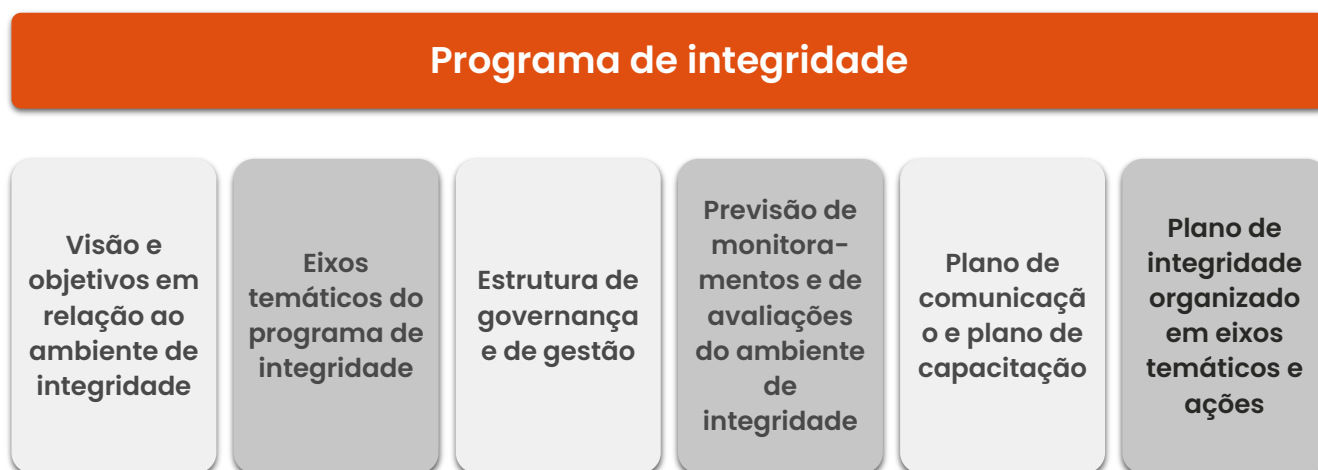 Programa de integridade
Visão e
objetivos em
relação ao
ambiente de
integridade
Eixos
temáticos do
programa de
integridade
Estrutura de
governança
e de gestão
Previsão de
monitora-
mentos e de
avaliações
do ambiente
de
integridade
Plano de
comunicaçã
o e plano de
capacitação
Plano de
integridade
organizado
em eixos
temáticos e
ações